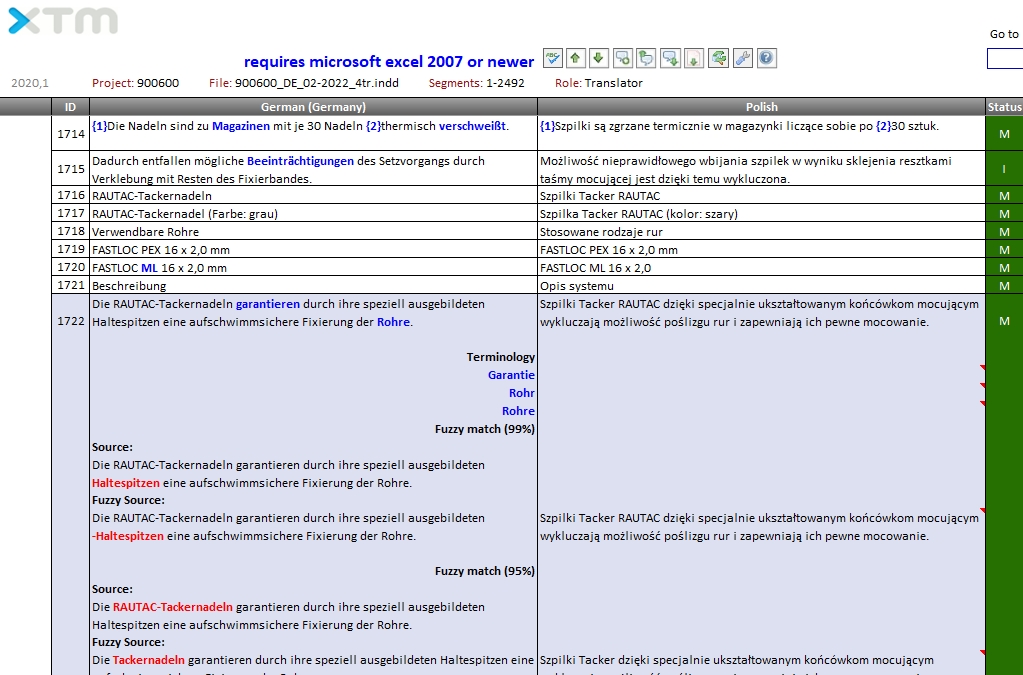 XTM
Go to
requires microsoft excel 2007 or newer
2020,1 Project: 900600 File: 900600_DE_02-2022_4tr.indd Segments: 1-2492 Role: Translator
ID German (Germany) Polish Status
1714 {1}Die Nadeln sind zu Magazinen mit je 30 Nadeln {2}thermisch verschweißt. {1}Szpilki są zgrzane termicznie w magazynki liczące sobie po {2}30 sztuk. M
1715 Dadurch entfallen mögliche Beeinträchtigungen des Setzvorgangs durch Możliwość nieprawidłowego wbijania szpilek w wyniku sklejenia resztkami I
Verklebung mit Resten des Fixierbandes. taśmy mocującej jest dzięki temu wykluczona.
1716 RAUTAC-Tackernadeln Szpilki Tacker RAUTAC M
1717 RAUTAC-Tackernadel (Farbe: grau) Szpilka Tacker RAUTAC (kolor: szary) M
1718 Verwendbare Rohre Stosowane rodzaje rur M
1719 FASTLOC PEX 16 x 2,0 mm FASTLOC PEX 16 x 2,0 mm M
1720 FASTLOC ML 16 x 2,0 mm FASTLOC ML 16 x 2,0 M
1721 Beschreibung Opis systemu M
Die RAUTAC-Tackernadeln garantieren durch ihre speziell ausgebildeten Szpilki Tacker RAUTAC dzięki specjalnie ukształtowanym końcówkom mocującym
1722 Haltespitzen eine aufschwimmsichere Fixierung der Rohre. wykluczają możliwość poślizgu rur i zapewniają ich pewne mocowanie. M
Terminology
Garantie
Rohr
Rohre
Fuzzy match (99%)
Source:
Die RAUTAC-Tackernadeln garantieren durch ihre speziell ausgebildeten
Haltespitzen eine aufschwimmsichere Fixierung der Rohre.
Fuzzy Source:
Die RAUTAC-Tackernadeln garantieren durch ihre speziell ausgebildeten Szpilki Tacker RAUTAC dzięki specjalnie ukształtowanym końcówkom mocującym
-Haltespitzen eine aufschwimmsichere Fixierung der Rohre. wykluczają możliwość poślizgu rur i zapewniają ich pewne mocowanie.
Fuzzy match (95%)
Source:
Die RAUTAC-Tackernadeln garantieren durch ihre speziell ausgebildeten
Haltespitzen eine aufschwimmsichere Fixierung der Rohre.
Fuzzy Source:
Die Tackernadeln garantieren durch ihre speziell ausgebildeten Haltespitzen eine Szpilki Tacker dzięki specjalnie ukształtowanym końcówkom mocującym